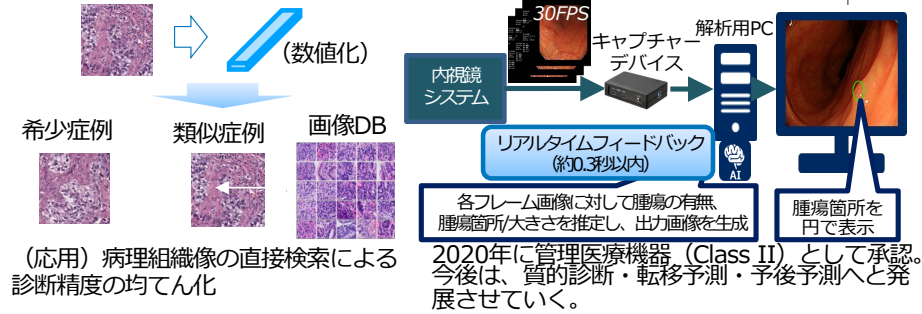 （数値化）
希少症例
類似症例
画像DB
（応用）病理組織像の直接検索による
診断精度の均てん化
30FPS
キャプチャー
デバイス
解析用PC
内視鏡
システム
リアルタイムフィードバック
（約0.3秒以内）
AI
各フレーム画像に対して腫瘍の有無、
腫瘍箇所/大きさを推定し、出力画像を生成
腫瘍箇所を
円で表示
2020年に管理医療機器（Class II）として承認。
今後は、質的診断・転移予測・予後予測へと発
展させていく。